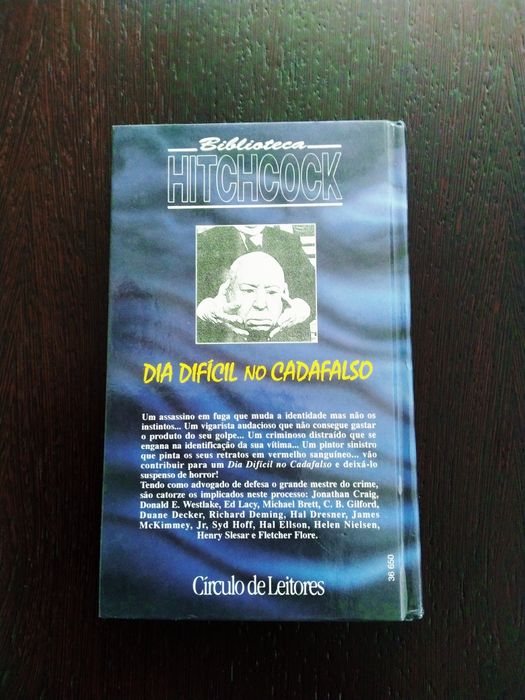 Biblioteca
HITCHCOCK
DIA DIFÍCIL NO CADAFALSO
Um assassino em fuga que muda a identidade mas não os
instintos... Um vigarista audacioso que não consegue gastar
o produto do seu golpe... Um criminoso distraído que se
engana na identificação da sua vítima... Um pintor sinistro
que pinta os seus retratos em vermelho sanguíneo... vão
contribuir para um Dia Difícil no Cadafalso e deixá-lo
suspenso de horror!
Tendo como advogado de defesa o grande mestre do crime,
são catorze os implicados neste processo: Jonathan Craig,
Donald E. Westlake, Ed Lacy, Michael Brett, C. B. Gilford,
Duane Decker, Richard Deming, Hal Dresner, James
McKimmey, Jr, Syd Hoff, Hal Ellson, Helen Nielsen,
Henry Slesar e Fletcher Flore.
36 650
Círculo de Leitores